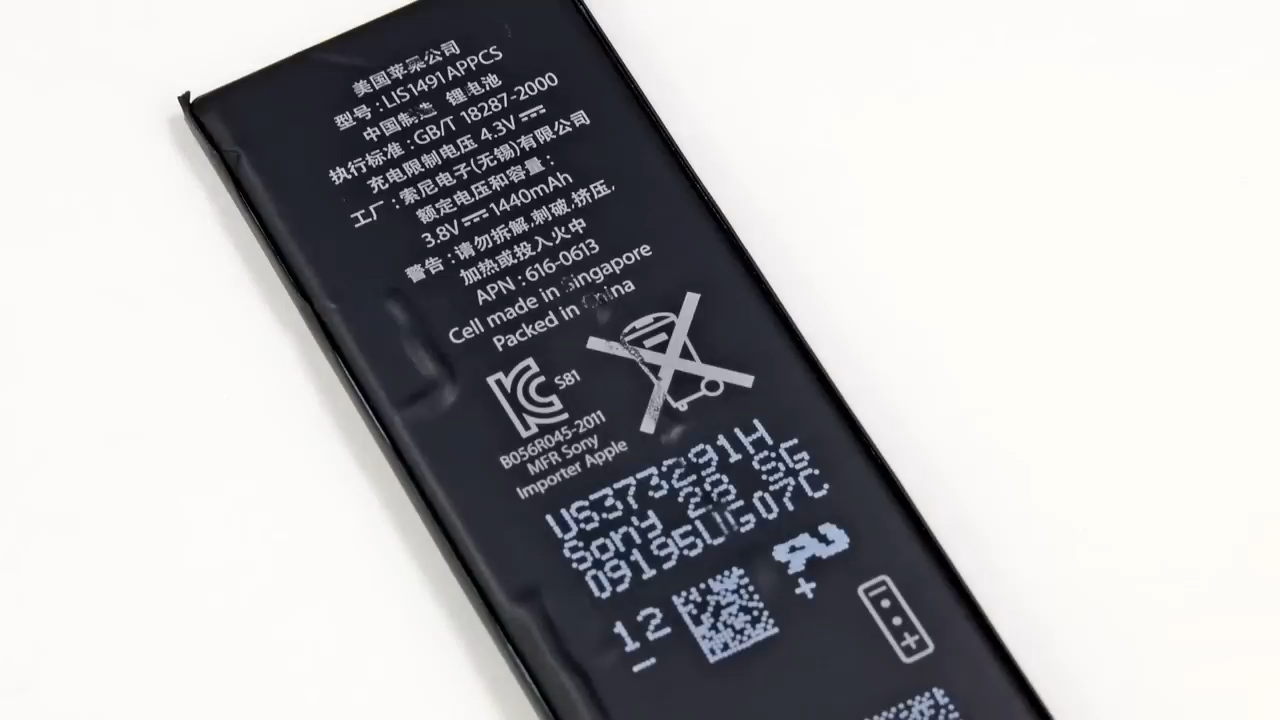 美国苹果公司
型号:LIS1491APPCS
中国制造 锂电池
执行标准:GB/T 18287-2000
充电限制电压 4.3V⎓
工厂:索尼电子(无锡)有限公司
额定电压和容量:
3.8V⎓1440mAh
警告:请勿拆解,刺破,挤压,
加热或投入火中
APN:616-0613
Cell made in Singapore
Packed in China
S81
B056R045-2011
MFR Sony
Importer Apple
US373291H
Sony 28 SG
09195UG07C
12
- +
- +